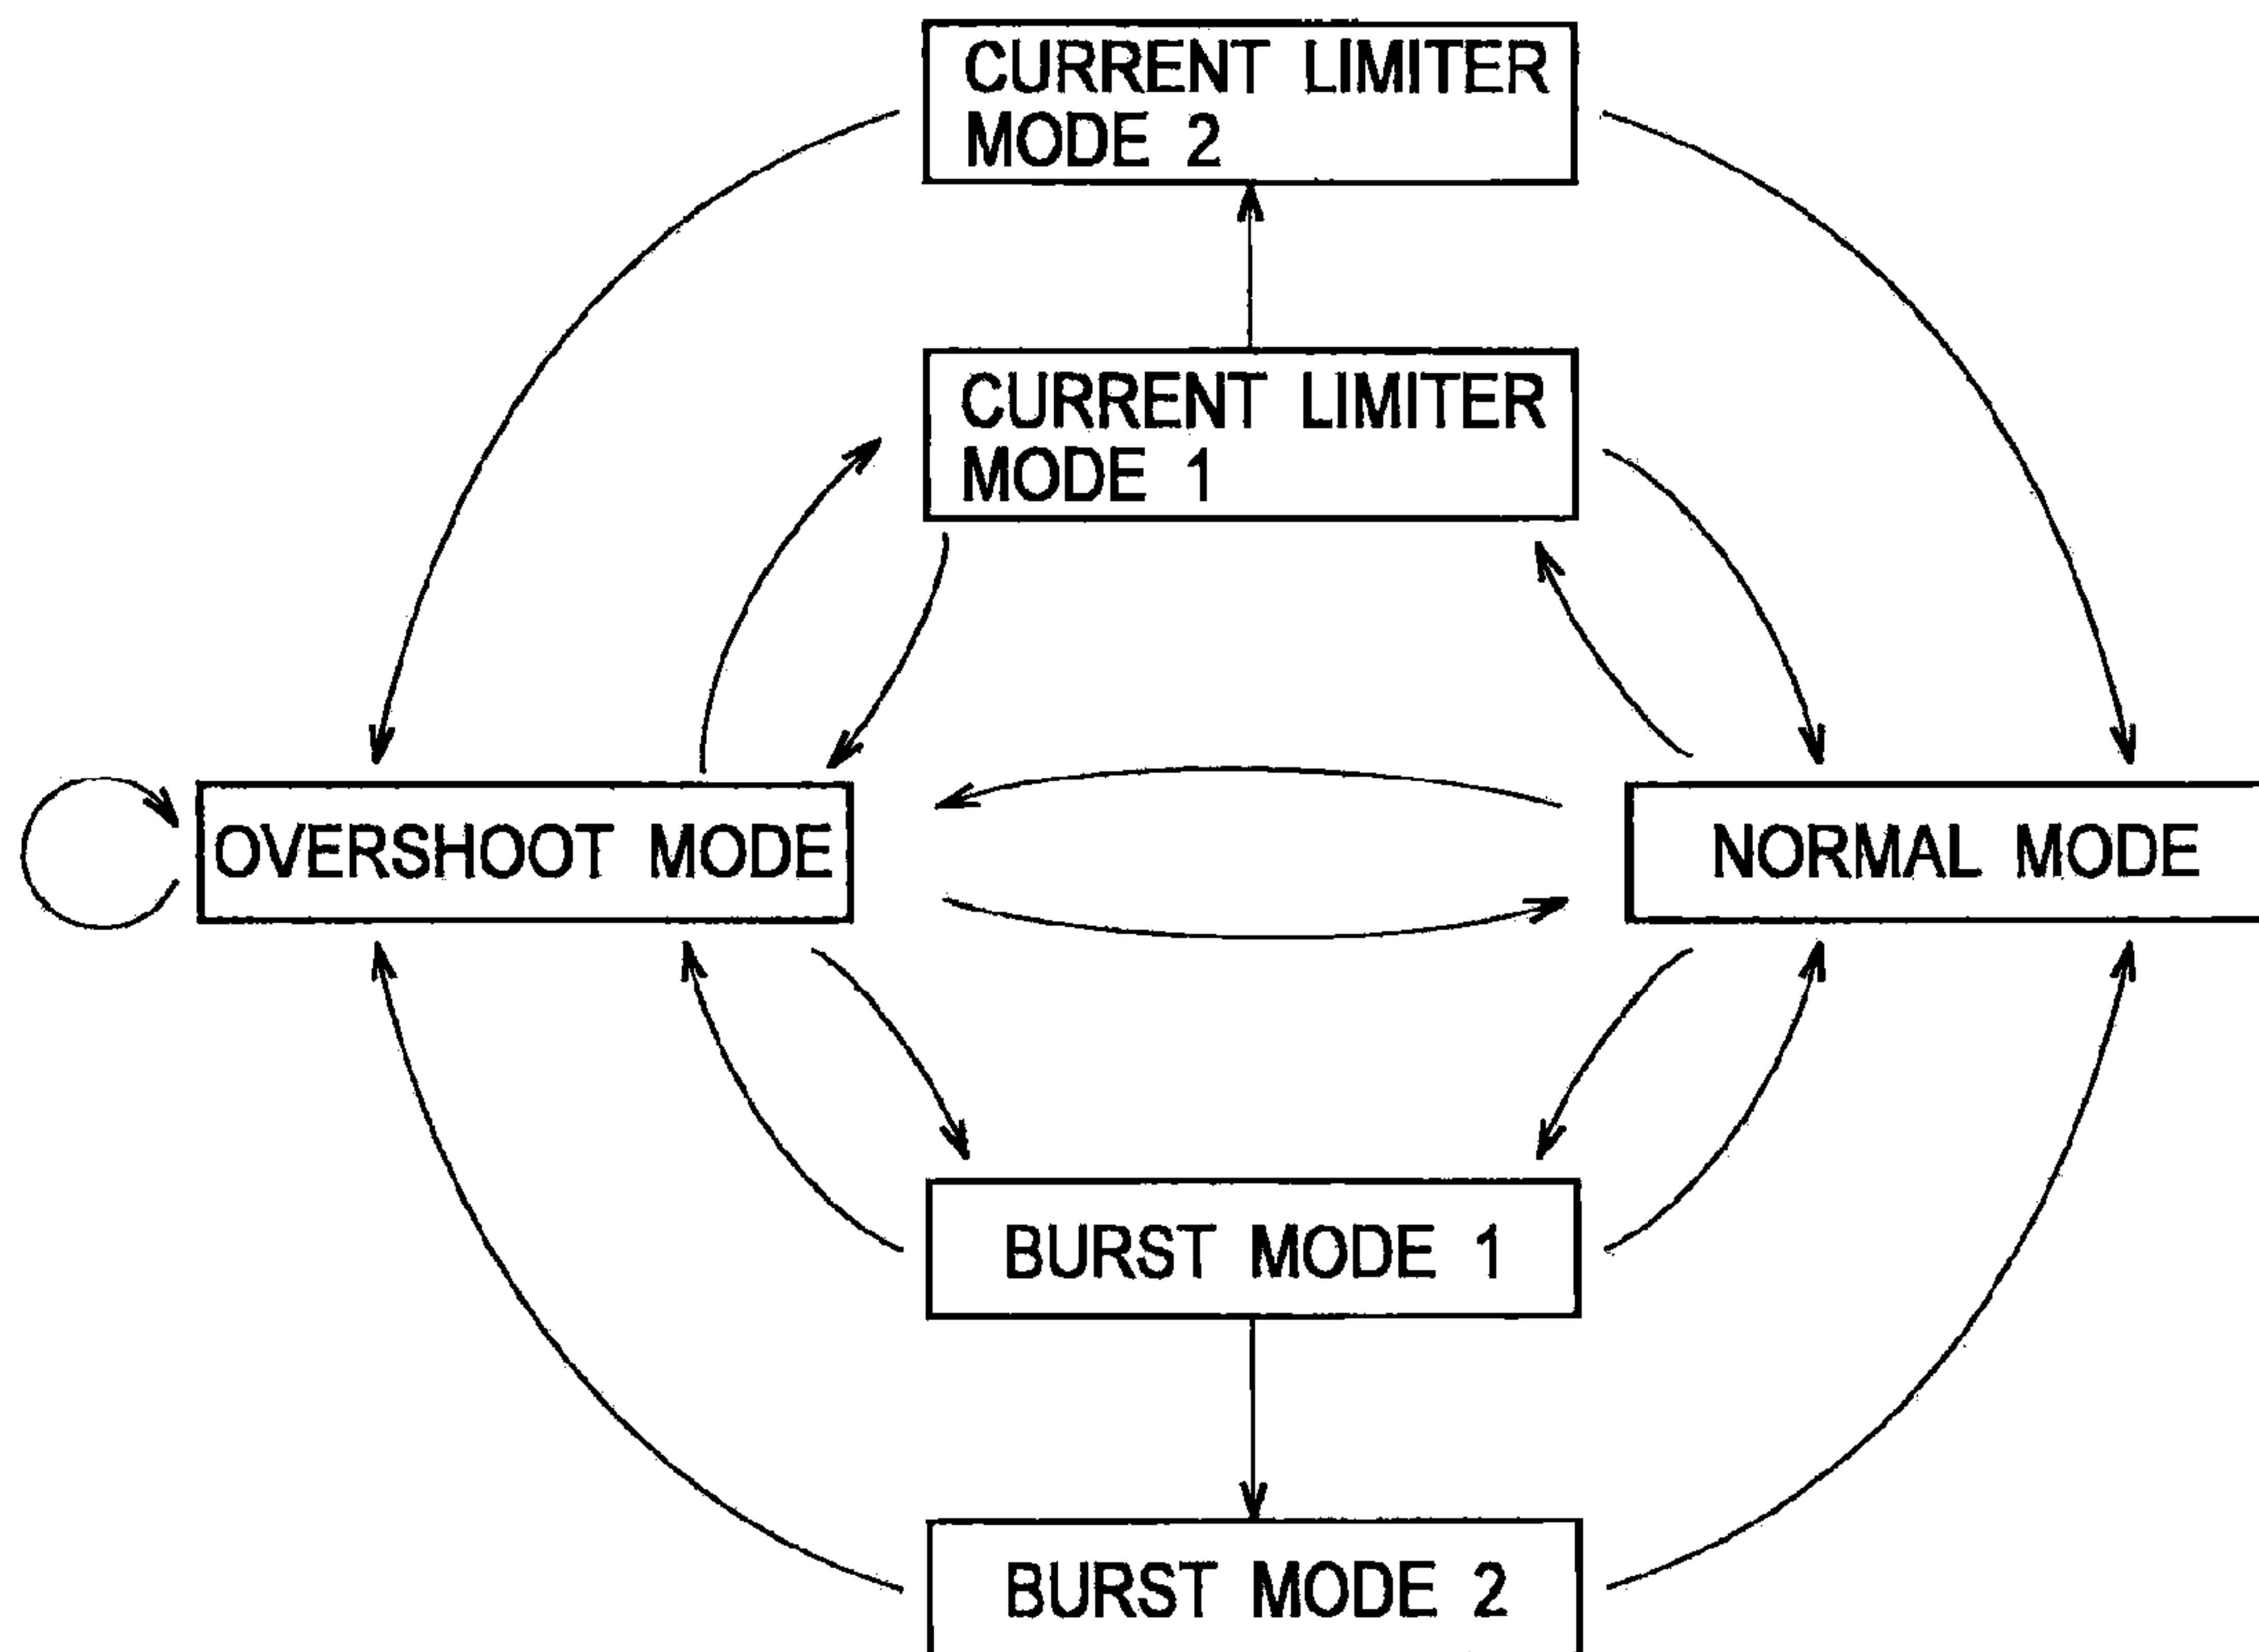 CURRENT LIMITER
MODE 2
CURRENT LIMITER
MODE 1
OVERSHOOT MODE
NORMAL MODE
BURST MODE 1
BURST MODE 2